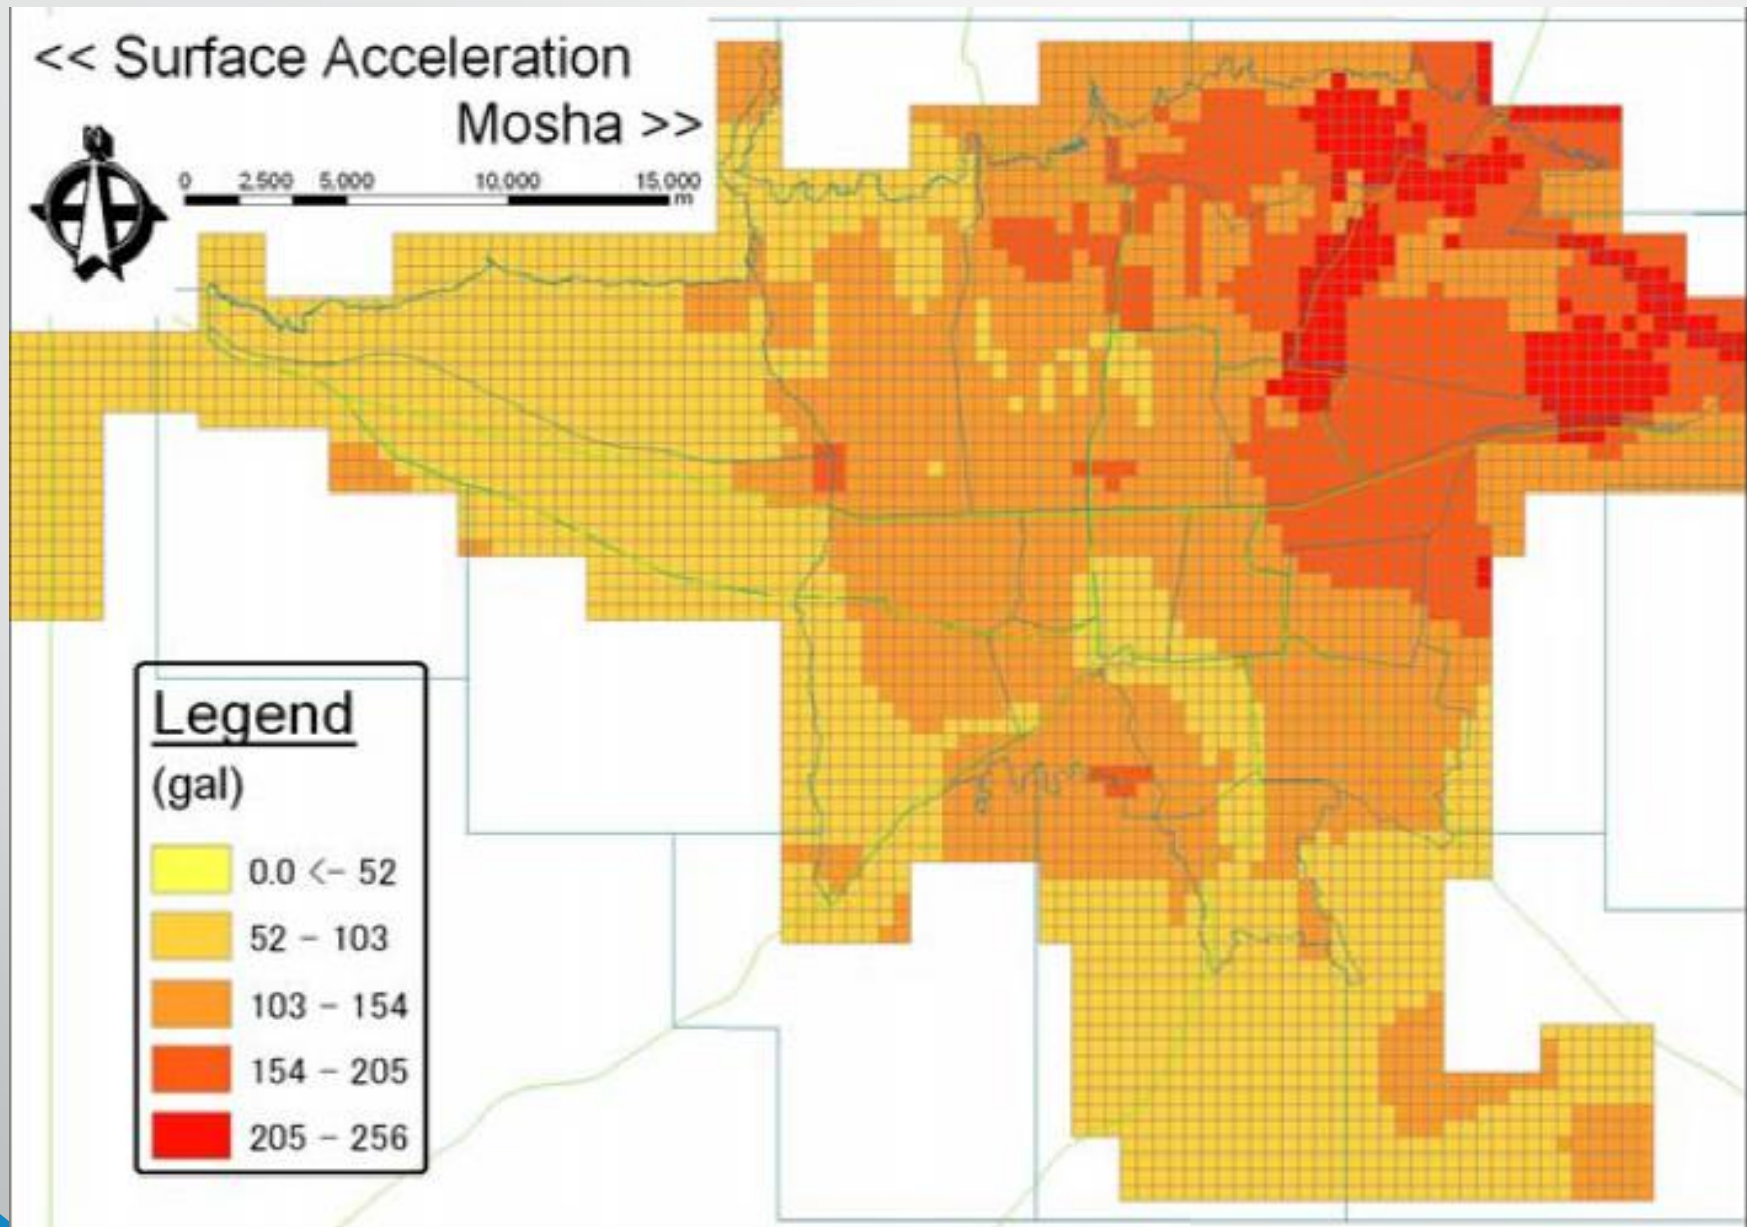 << Surface Acceleration
Mosha >>
N
0 2,500 5,000 10,000 15,000
m
Legend
(gal)
0.0 <- 52
52 - 103
103 - 154
154 - 205
205 - 256